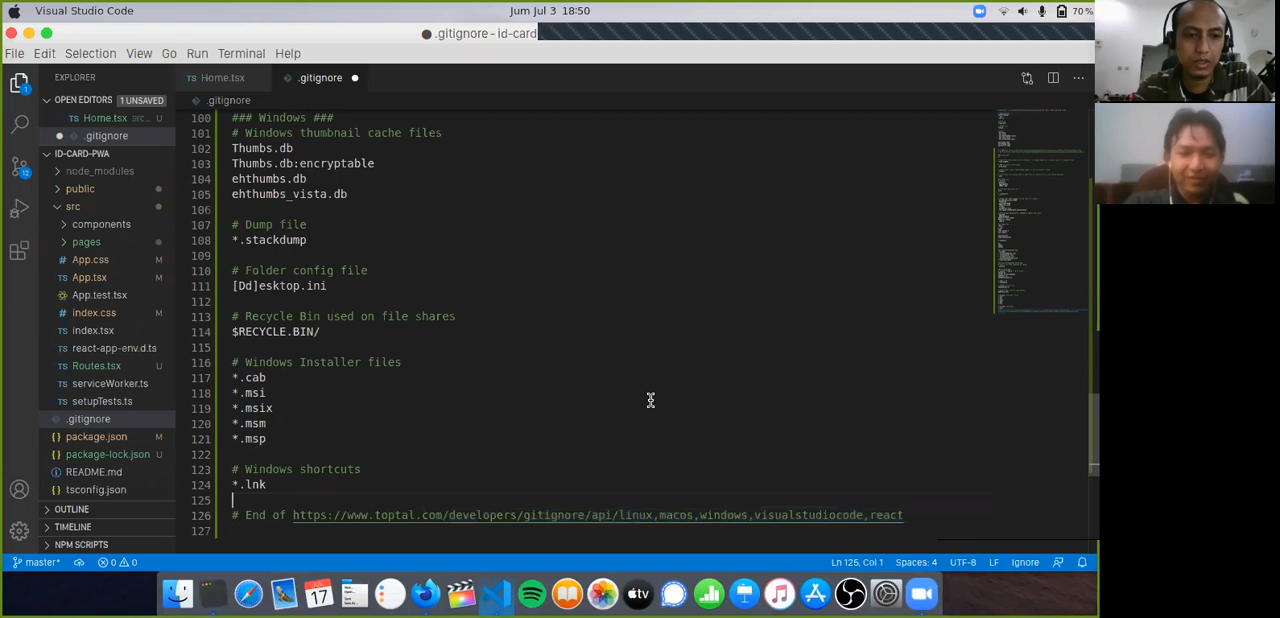 Visual Studio Code
Jum Jul 3 18:50
70%
.gitignore - id-card
File Edit Selection View Go Run Terminal Help
EXPLORER
OPEN EDITORS 1 UNSAVED
Home.tsx src... U
.gitignore
ID-CARD-PWA
node_modules
public
src
components
pages
App.css
App.tsx
App.test.tsx
index.css
index.tsx
react-app-env.d.ts
Routes.tsx U
serviceWorker.ts
setupTests.ts
.gitignore
package.json M
package-lock.json U
README.md
tsconfig.json
OUTLINE
TIMELINE
NPM SCRIPTS
1
12
Home.tsx
.gitignore
.gitignore
100 ### Windows ###
101 # Windows thumbnail cache files
102 Thumbs.db
103 Thumbs.db:encryptable
104 ehthumbs.db
105 ehthumbs_vista.db
106
107 # Dump file
108 *.stackdump
109
110 # Folder config file
111 [Dd]esktop.ini
112
113 # Recycle Bin used on file shares
114 $RECYCLE.BIN/
115
116 # Windows Installer files
117 *.cab
118 *.msi
119 *.msix
120 *.msm
121 *.msp
122
123 # Windows shortcuts
124 *.lnk
125
126 # End of https://www.toptal.com/developers/gitignore/api/linux,macos,windows,visualstudiocode,react
127
master* 0 0
Ln 125, Col 1 Spaces: 4 UTF-8 LF Ignore
JUL
17
tv